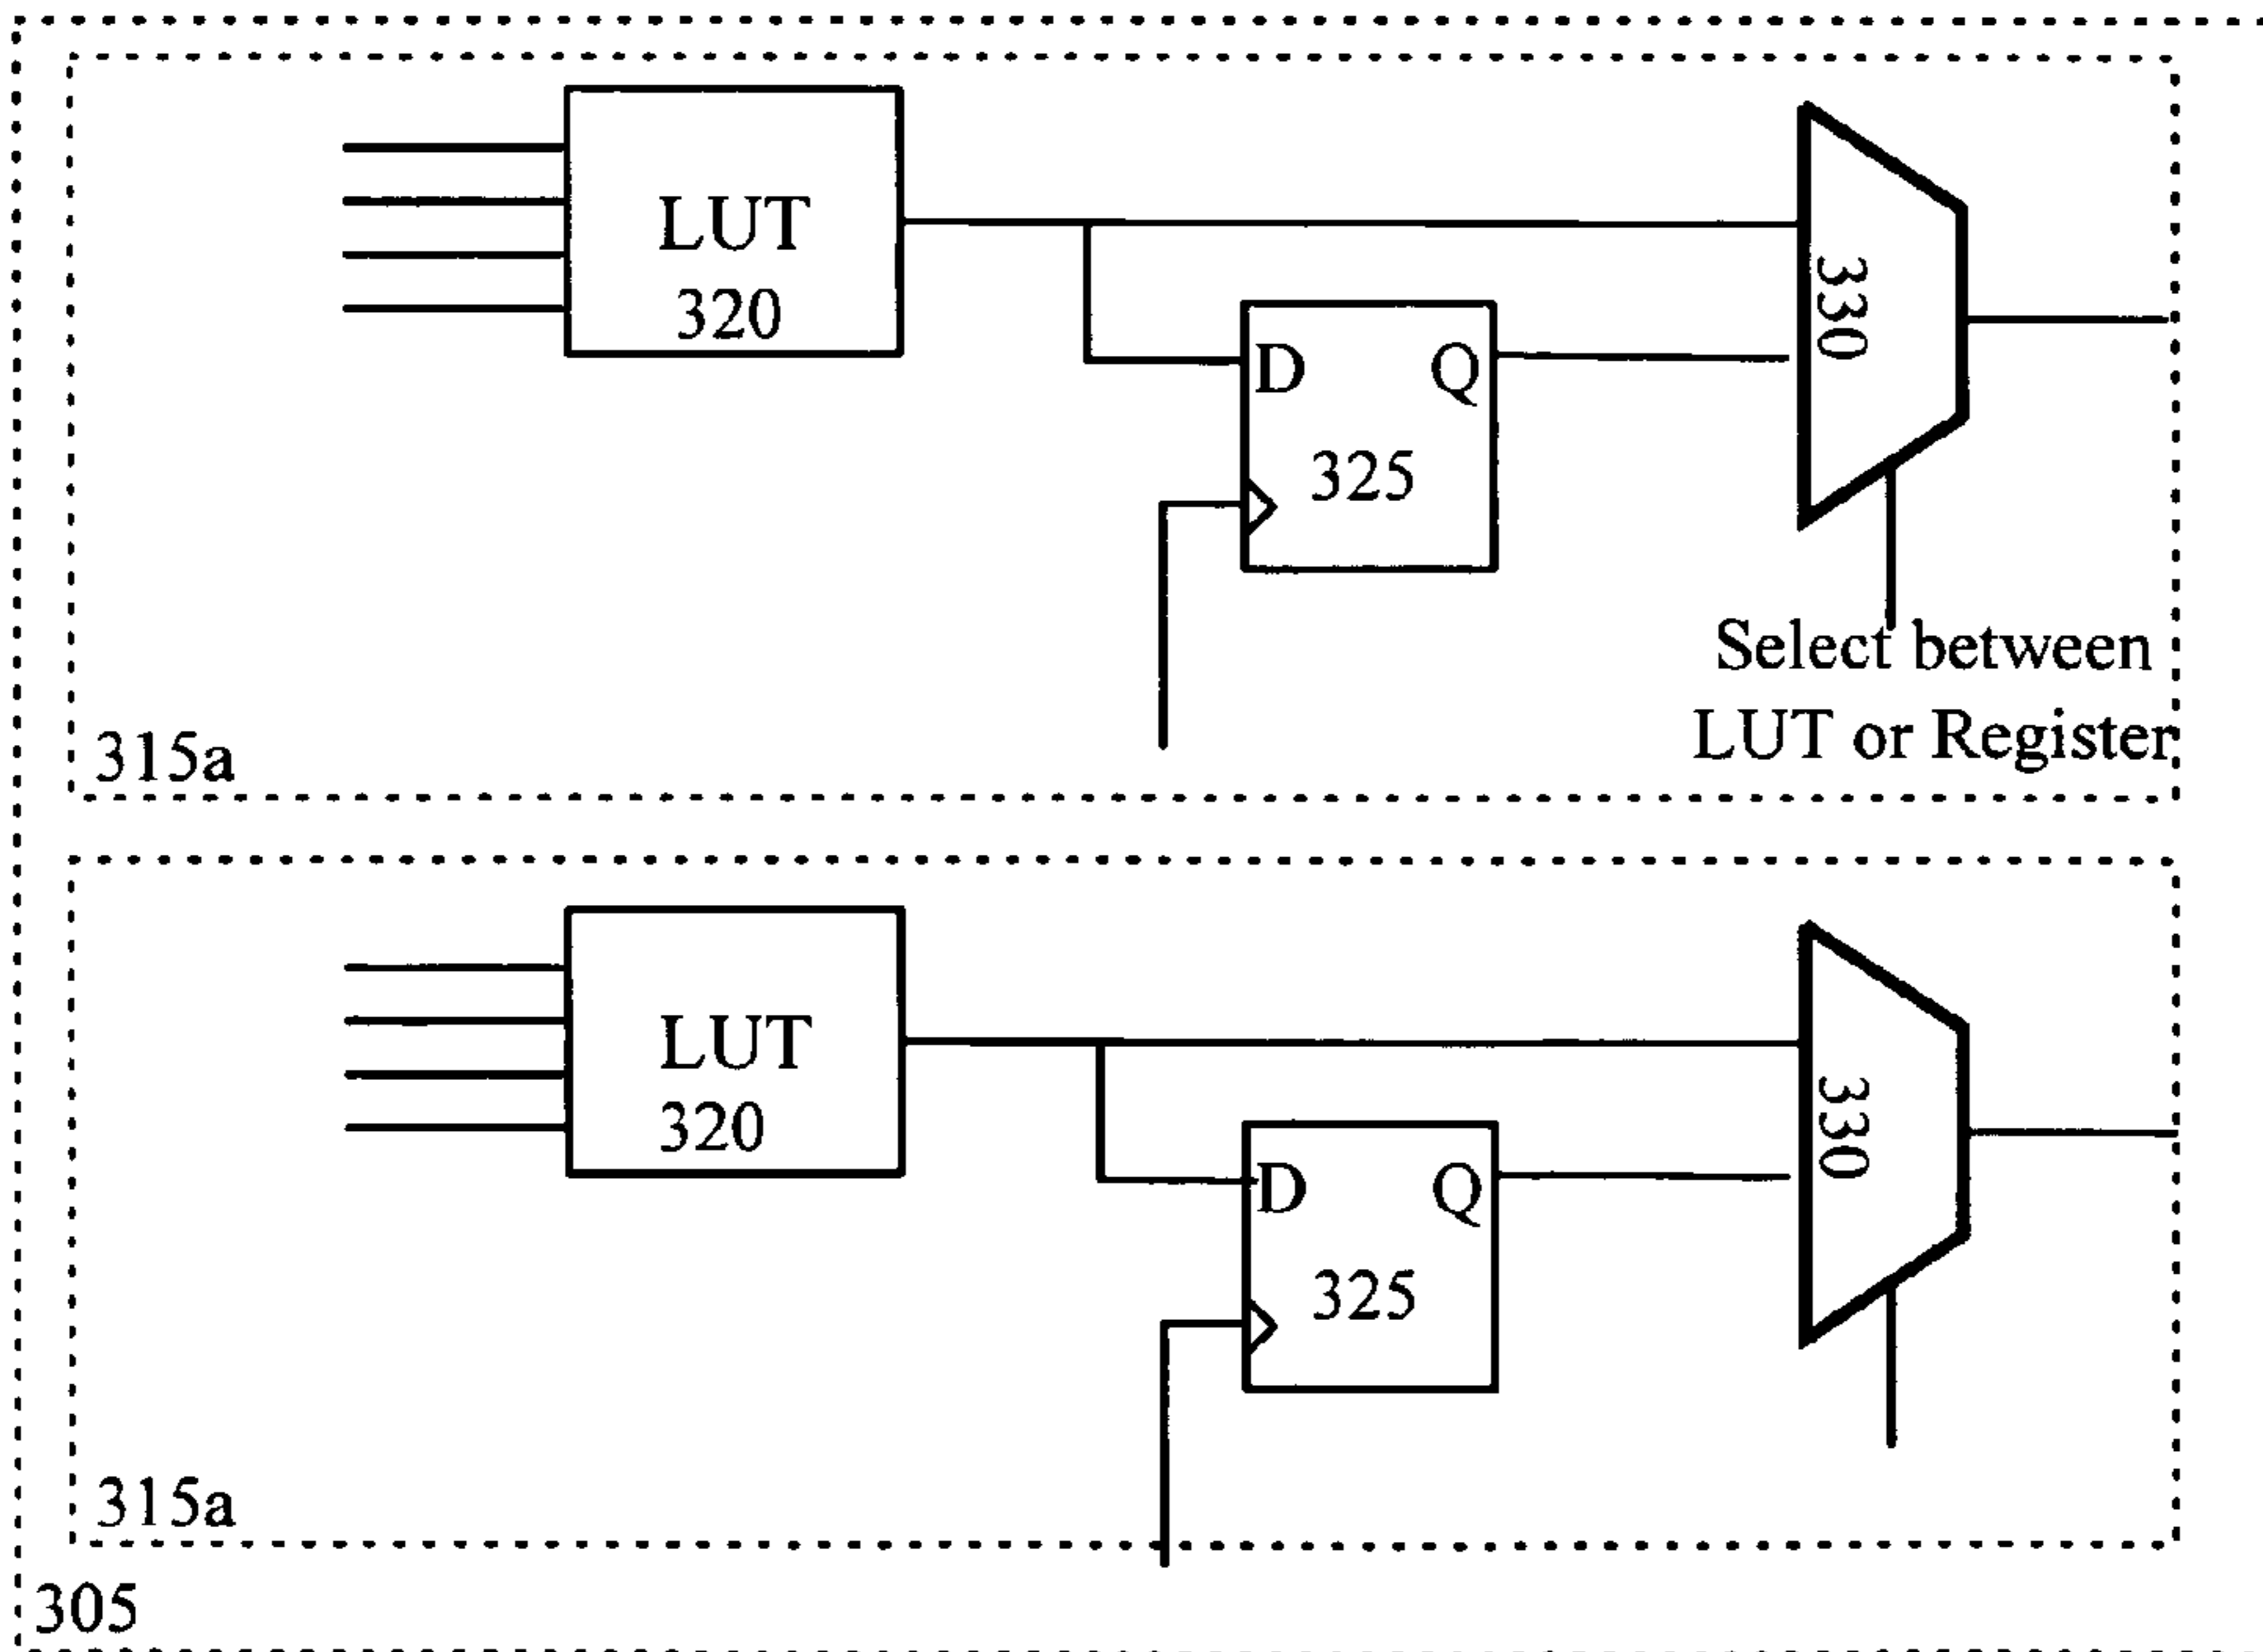 LUT
320
330
D Q
325
Select between
LUT or Register
315a
LUT
320
330
D Q
325
315a
305